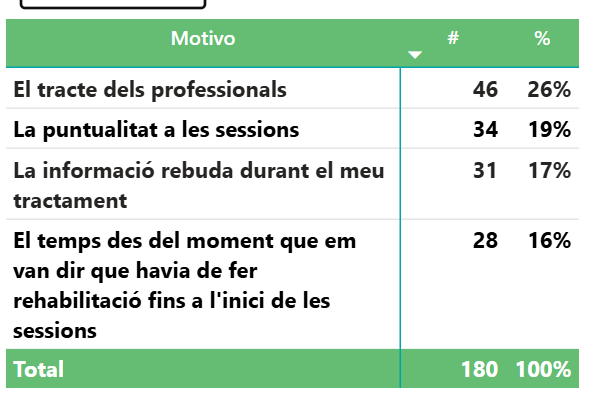 Motivo # %
El tracte dels professionals 46 26%
La puntualitat a les sessions 34 19%
La informació rebuda durant el meu 31 17%
tractament
El temps des del moment que em 28 16%
van dir que havia de fer
rehabilitació fins a l'inici de les
sessions
Total 180 100%